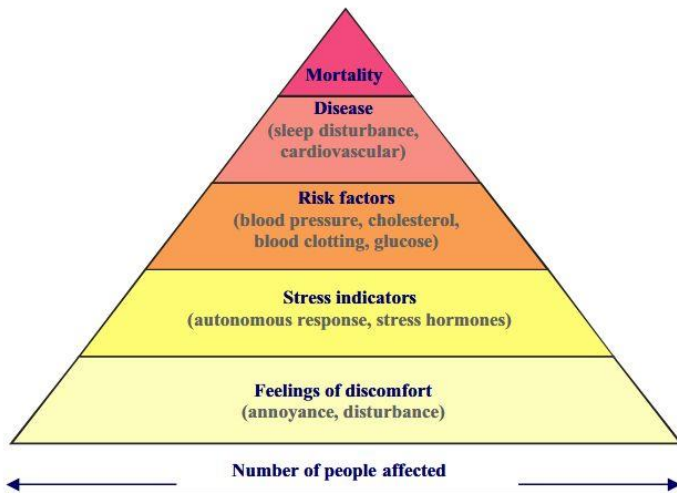 Mortality
Disease
(sleep disturbance,
cardiovascular)
Risk factors
(blood pressure, cholesterol,
blood clotting, glucose)
Stress indicators
(autonomous response, stress hormones)
Feelings of discomfort
(annoyance, disturbance)
Number of people affected